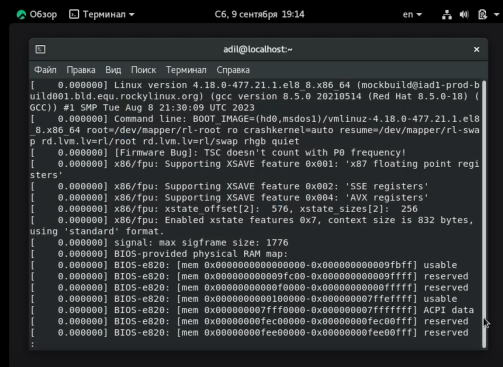 Обзор Терминал Сб, 9 сентября 19:14 en
adil@localhost:~
Файл Правка Вид Поиск Терминал Справка
[    0.000000] Linux version 4.18.0-477.21.1.el8_8.x86_64 (mockbuild@iad1-prod-b
uild001.bld.equ.rockylinux.org) (gcc version 8.5.0 20210514 (Red Hat 8.5.0-18) (
GCC)) #1 SMP Tue Aug 8 21:30:09 UTC 2023
[    0.000000] Command line: BOOT_IMAGE=(hd0,msdos1)/vmlinuz-4.18.0-477.21.1.el8
_8.x86_64 root=/dev/mapper/rl-root ro crashkernel=auto resume=/dev/mapper/rl-swa
p rd.lvm.lv=rl/root rd.lvm.lv=rl/swap rhgb quiet
[    0.000000] [Firmware Bug]: TSC doesn't count with P0 frequency!
[    0.000000] x86/fpu: Supporting XSAVE feature 0x001: 'x87 floating point regi
sters'
[    0.000000] x86/fpu: Supporting XSAVE feature 0x002: 'SSE registers'
[    0.000000] x86/fpu: Supporting XSAVE feature 0x004: 'AVX registers'
[    0.000000] x86/fpu: xstate_offset[2]:  576, xstate_sizes[2]:  256
[    0.000000] x86/fpu: Enabled xstate features 0x7, context size is 832 bytes,
using 'standard' format.
[    0.000000] signal: max sigframe size: 1776
[    0.000000] BIOS-provided physical RAM map:
[    0.000000] BIOS-e820: [mem 0x0000000000000000-0x000000000009fbff] usable
[    0.000000] BIOS-e820: [mem 0x000000000009fc00-0x000000000009ffff] reserved
[    0.000000] BIOS-e820: [mem 0x00000000000f0000-0x00000000000fffff] reserved
[    0.000000] BIOS-e820: [mem 0x0000000000100000-0x000000007ffeffff] usable
[    0.000000] BIOS-e820: [mem 0x000000007fff0000-0x000000007fffffff] ACPI data
[    0.000000] BIOS-e820: [mem 0x00000000fec00000-0x00000000fec00fff] reserved
[    0.000000] BIOS-e820: [mem 0x00000000fee00000-0x00000000fee00fff] reserved
: